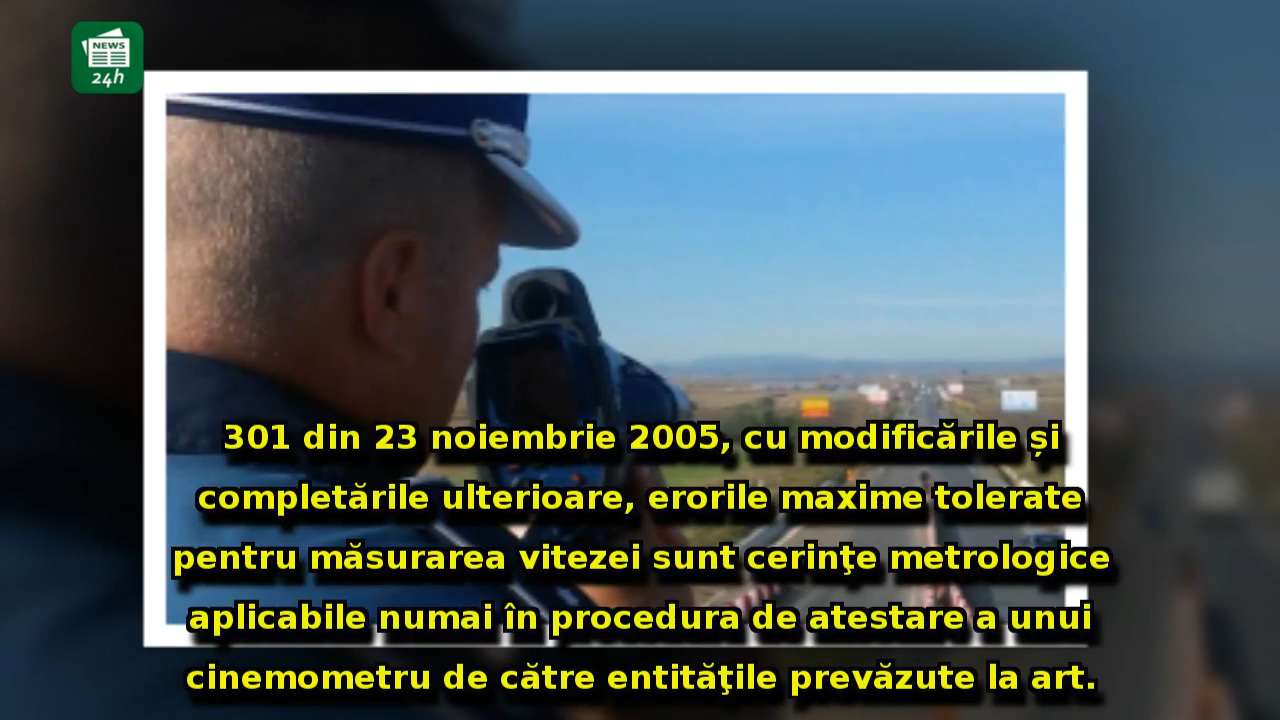 NEWS
24h
301 din 23 noiembrie 2005, cu modificările și
completările ulterioare, erorile maxime tolerate
pentru măsurarea vitezei sunt cerinţe metrologice
aplicabile numai în procedura de atestare a unui
cinemometru de către entităţile prevăzute la art.